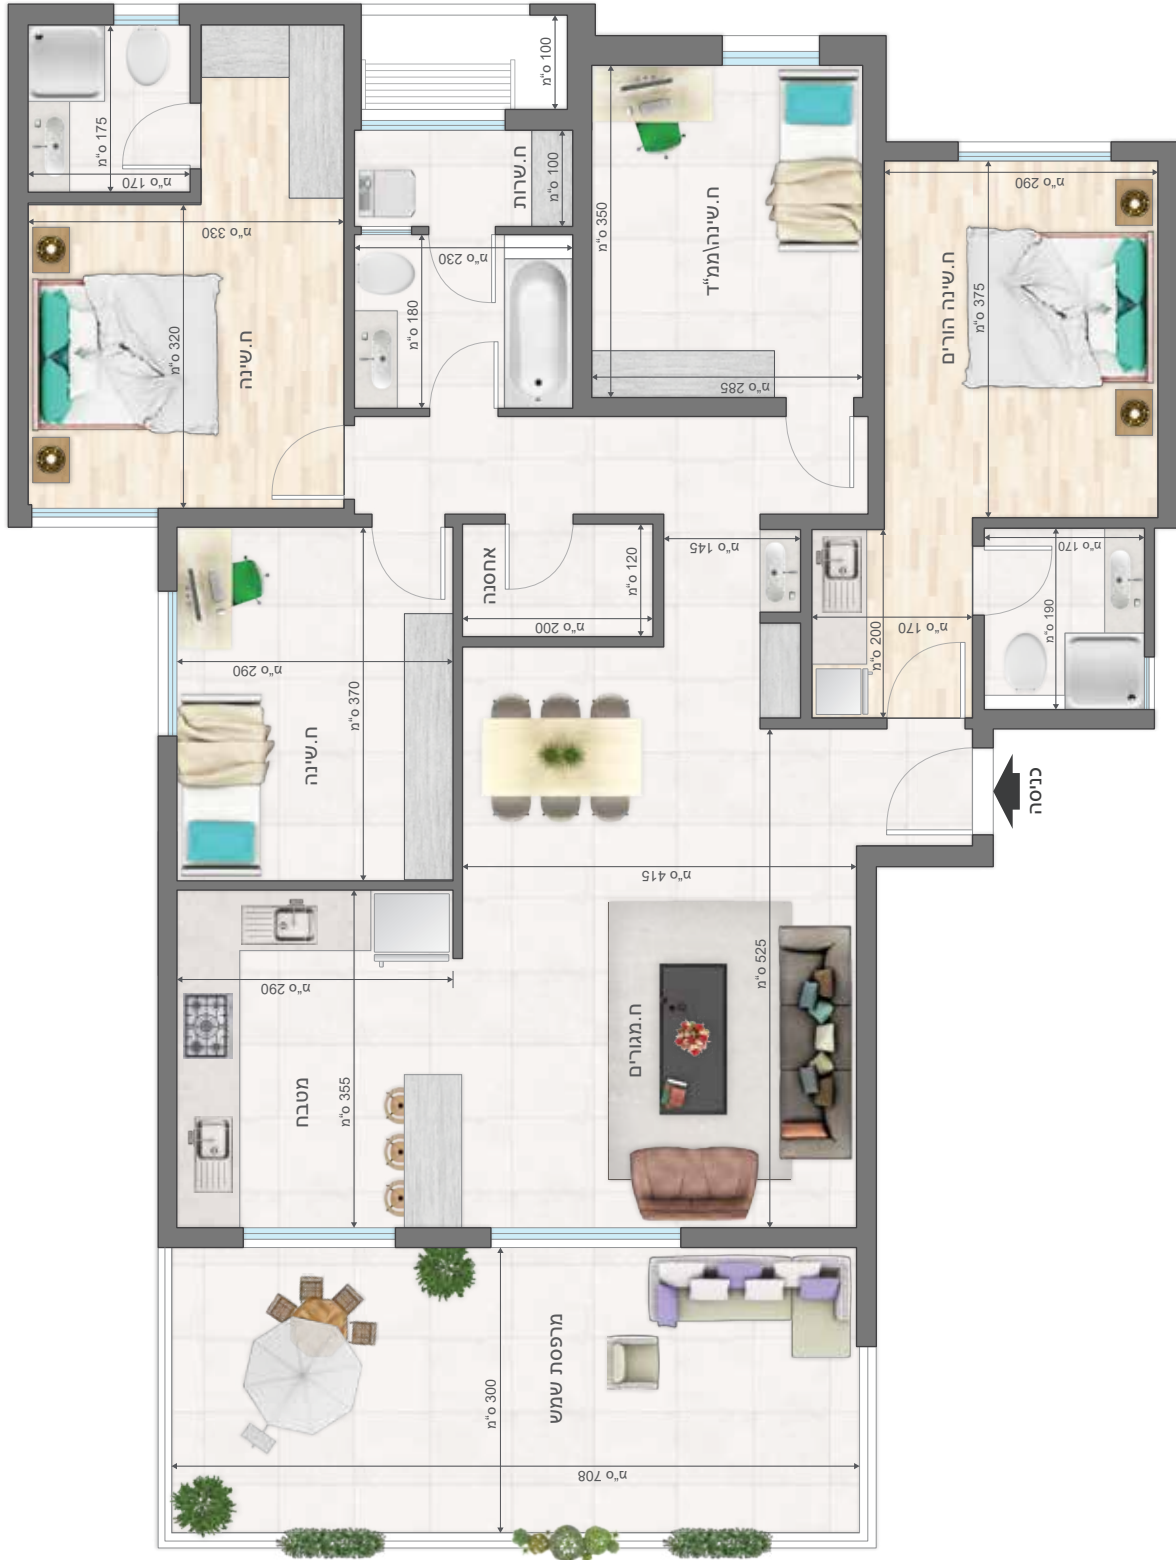 100 ס"מ
175 ס"מ
170 ס"מ
330 ס"מ
320 ס"מ
ח.שינה
ח.שרות
100 ס"מ
230 ס"מ
180 ס"מ
350 ס"מ
ח.שינה\ממ"ד
285 ס"מ
290 ס"מ
375 ס"מ
ח.שינה הורים
290 ס"מ
370 ס"מ
ח.שינה
אחסנה
120 ס"מ
200 ס"מ
145 ס"מ
200 ס"מ
170 ס"מ
170 ס"מ
190 ס"מ
כניסה
415 ס"מ
525 ס"מ
ח.מגורים
290 ס"מ
355 ס"מ
מטבח
מרפסת שמש
300 ס"מ
708 ס"מ